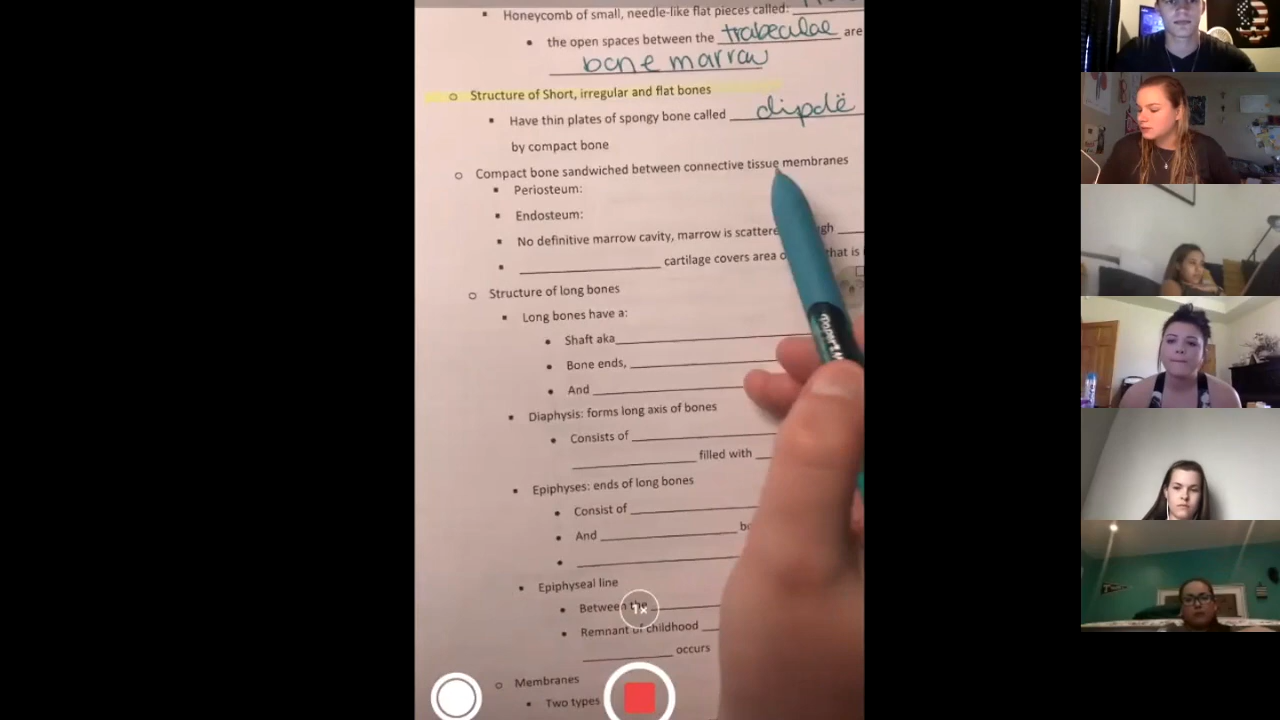 Honeycomb of small, needle-like flat pieces called:
the open spaces between the trabeculae are
bone marrow
Structure of Short, irregular and flat bones
Have thin plates of spongy bone called dipdë
by compact bone
Compact bone sandwiched between connective tissue membranes
Periosteum:
Endosteum:
No definitive marrow cavity, marrow is
cartilage covers area that is
Structure of long bones
Long bones have a:
Shaft aka
Bone ends,
And
Diaphysis: forms long axis of bones
Consists of
filled with
Epiphyses: ends of long bones
Consist of
And
Epiphyseal line
Between the
1x
Remnant of childhood
occurs
Membranes
Two types